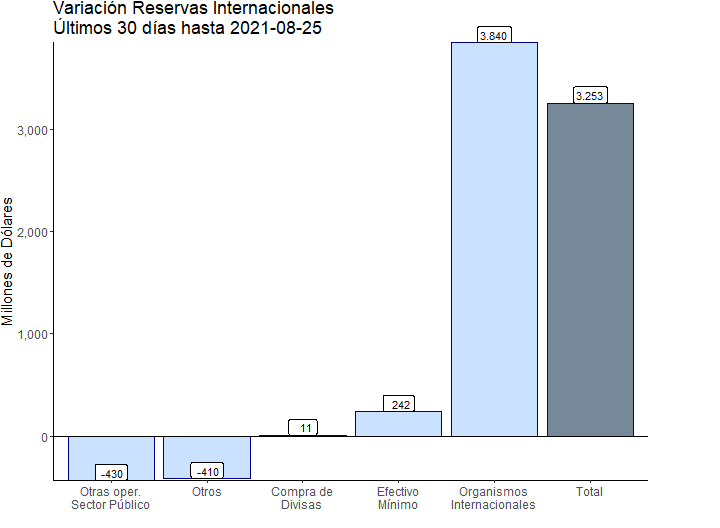 Variación Reservas Internacionales
Últimos 30 días hasta 2021-08-25
Millones de Dólares
3,000
2,000
1,000
0
-430
-410
11
242
3.840
3.253
Otras oper.
Sector Público
Otros
Compra de
Divisas
Efectivo
Mínimo
Organismos
Internacionales
Total